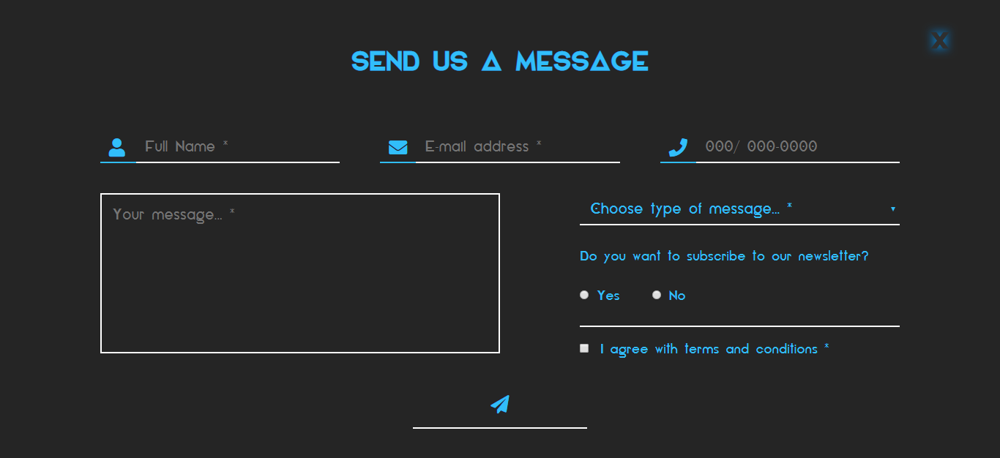 X
SEND US A MESSAGE
Full Name *
E-mail address *
000/ 000-0000
Your message... *
Choose type of message... *
Do you want to subscribe to our newsletter?
Yes
No
I agree with terms and conditions *